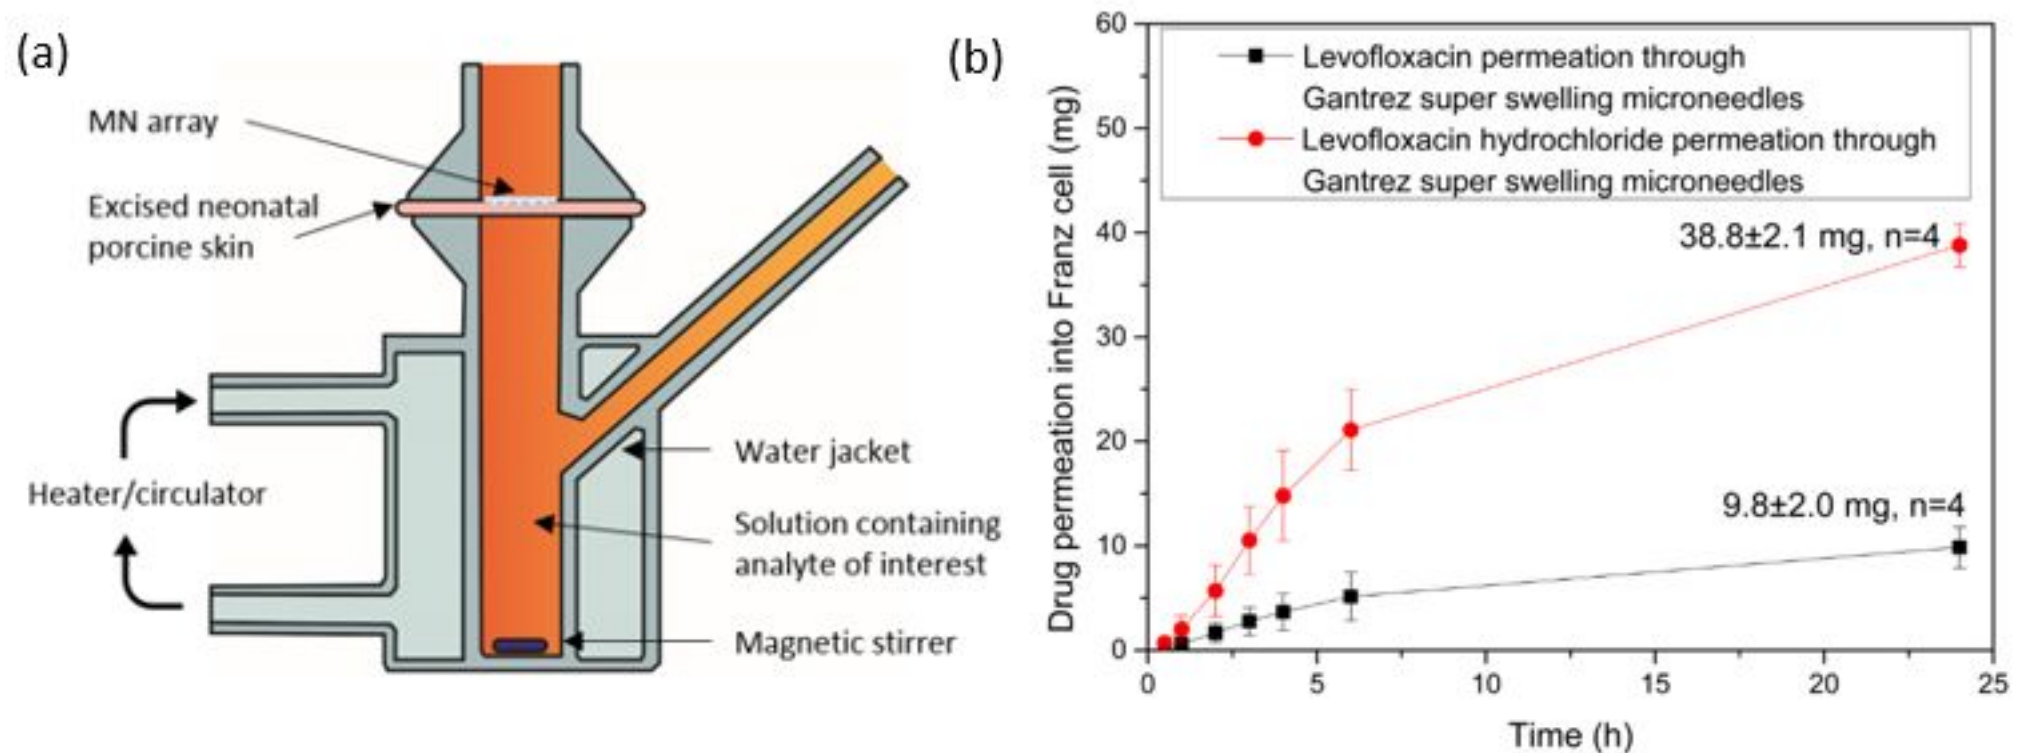 (a)
MN array
Excised neonatal
porcine skin
Heater/circulator
Water jacket
Solution containing
analyte of interest
Magnetic stirrer
(b)
Drug permeation into Franz cell (mg)
60
50
40
30
20
10
0
Levofloxacin permeation through
Gantrez super swelling microneedles
Levofloxacin hydrochloride permeation through
Gantrez super swelling microneedles
38.8±2.1 mg, n=4
9.8±2.0 mg, n=4
0 5 10 15 20 25
Time (h)